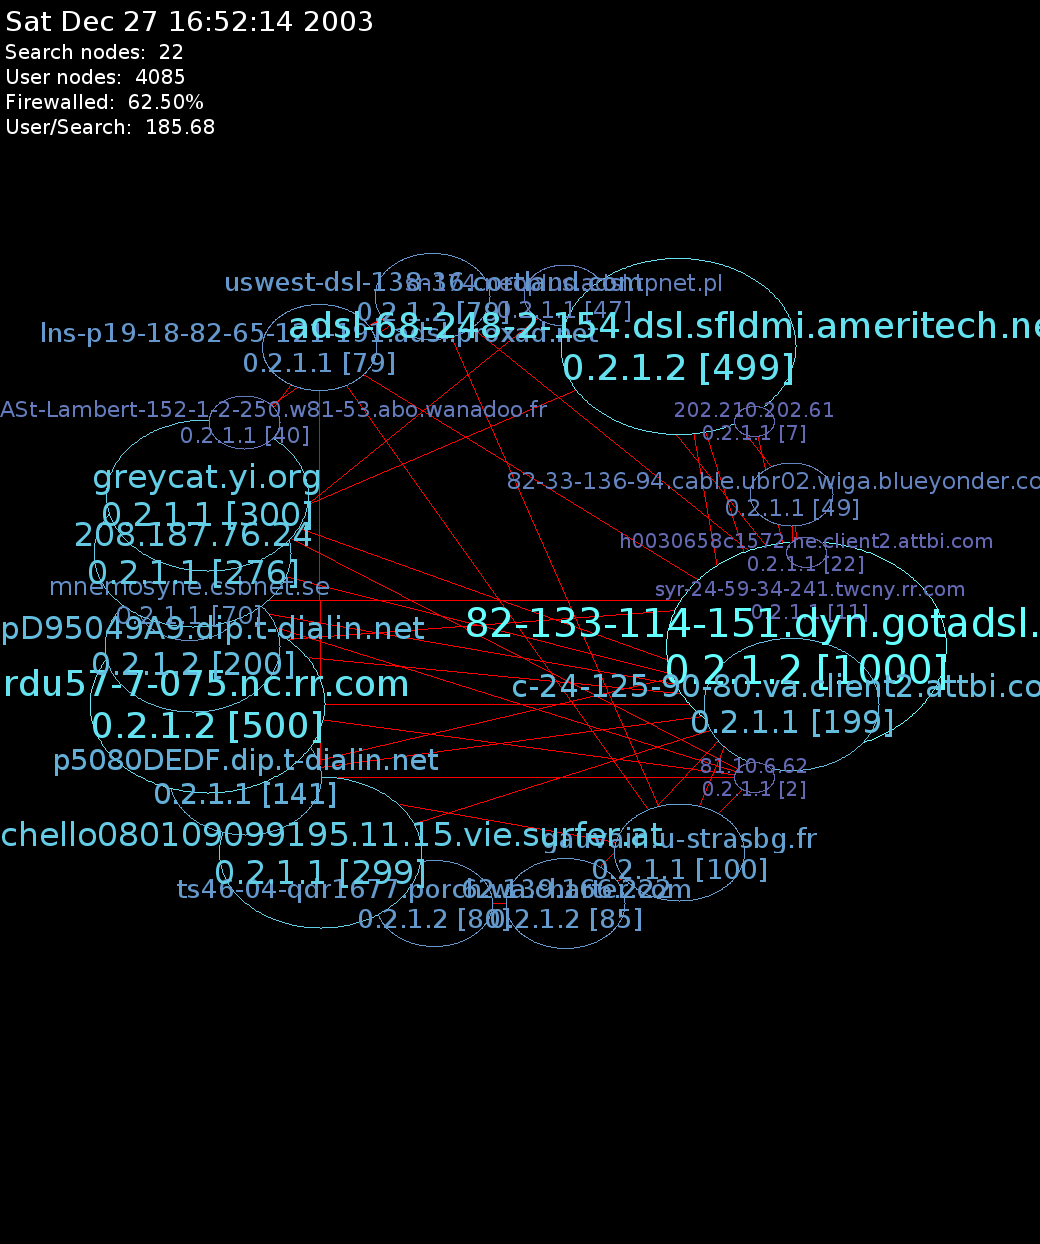 Sat Dec 27 16:52:14 2003
Search nodes: 22
User nodes: 4085
Firewalled: 62.50%
User/Search: 185.68
uswest-dsl-138-36.cortland.com
0.2.1.2 [79]
0.2.1.1 [47]
adsl-68-248-2-154.dsl.sfldmi.ameritech.ne
0.2.1.2 [499]
lns-p19-18-82-65-121-191.adsl.proxad.net
0.2.1.1 [79]
ASt-Lambert-152-1-2-250.w81-53.abo.wanadoo.fr
0.2.1.1 [40]
202.210.202.61
0.2.1.1 [7]
greycat.yi.org
0.2.1.1 [300]
82-33-136-94.cable.ubr02.wiga.blueyonder.co
0.2.1.1 [49]
208.187.76.24
0.2.1.1 [276]
h0030658c1572.ne.client2.attbi.com
0.2.1.1 [22]
mnemosyne.csbnet.se
0.2.1.1 [70]
syr-24-59-34-241.twcny.rr.com
0.2.1.1 [11]
pD95049A9.dip.t-dialin.net
0.2.1.2 [200]
82-133-114-151.dyn.gotadsl.
0.2.1.2 [1000]
rdu57-7-075.nc.rr.com
0.2.1.2 [500]
c-24-125-90-80.va.client2.attbi.co
0.2.1.1 [199]
p5080DEDF.dip.t-dialin.net
0.2.1.1 [141]
81.10.6.62
0.2.1.1 [2]
chello080109099195.11.15.vie.surfer.at
0.2.1.1 [299]
gauvain.u-strasbg.fr
0.2.1.1 [100]
ts46-04-qdr1677.porch.wa.charter.com
0.2.1.2 [80]
62.139.166.222
0.2.1.2 [85]